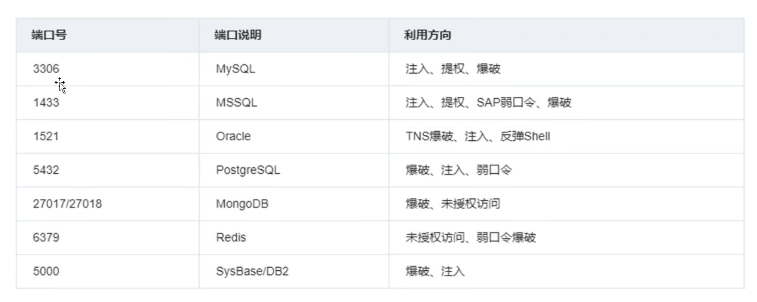 端口号 端口说明 利用方向
3306 MySQL 注入、提权、爆破
1433 MSSQL 注入、提权、SAP弱口令、爆破
1521 Oracle TNS爆破、注入、反弹Shell
5432 PostgreSQL 爆破、注入、弱口令
27017/27018 MongoDB 爆破、未授权访问
6379 Redis 未授权访问、弱口令爆破
5000 SysBase/DB2 爆破、注入